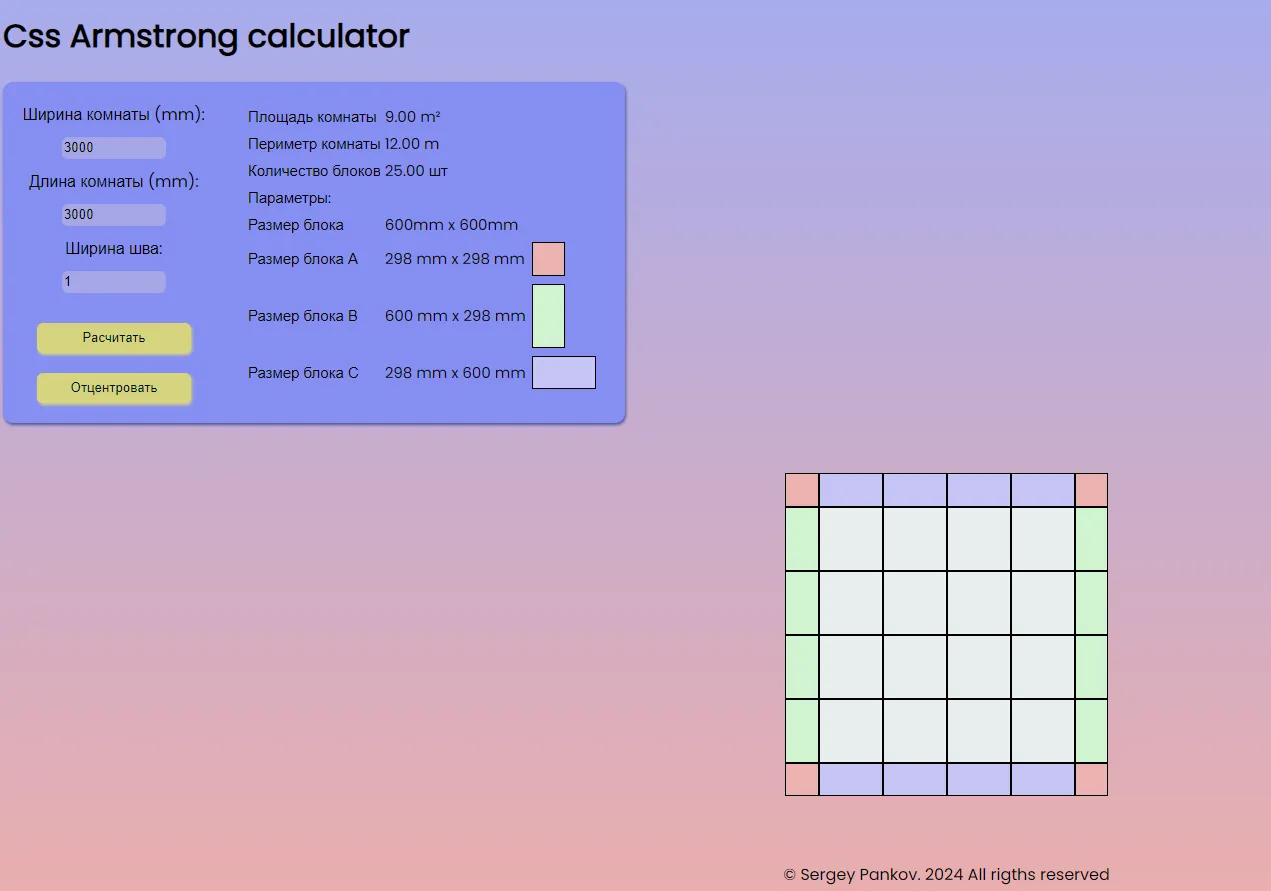 Css Armstrong calculator
Ширина комнаты (mm):
3000
Длина комнаты (mm):
3000
Ширина шва:
1
Расчитать
Отцентровать
Площадь комнаты 9.00 m²
Периметр комнаты 12.00 m
Количество блоков 25.00 шт
Параметры:
Размер блока 600mm x 600mm
Размер блока A 298 mm x 298 mm
Размер блока B 600 mm x 298 mm
Размер блока C 298 mm x 600 mm
© Sergey Pankov. 2024 All rigths reserved